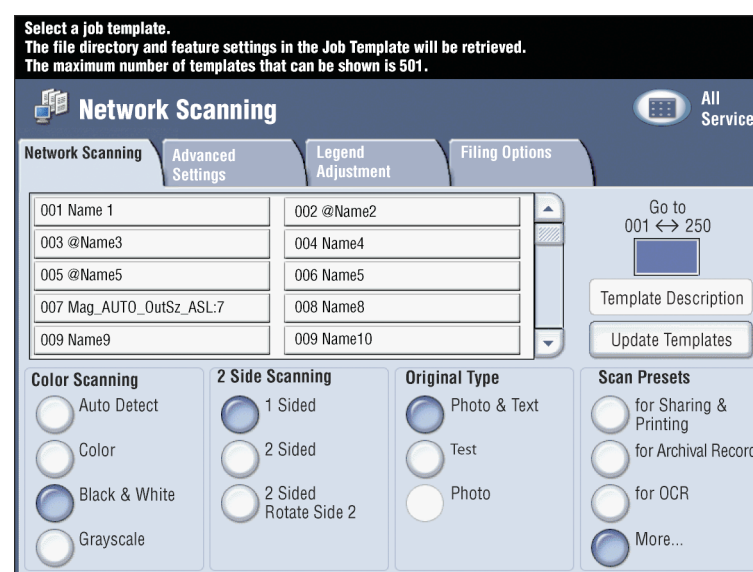 Select a job template.
The file directory and feature settings in the Job Template will be retrieved.
The maximum number of templates that can be shown is 501.
Network Scanning
All
Service
Network Scanning
Advanced
Settings
Legend
Adjustment
Filing Options
001 Name 1
002 @Name2
003 @Name3
004 Name4
005 @Name5
006 Name5
007 Mag_AUTO_OutSz_ASL:7
008 Name8
009 Name9
009 Name10
Go to
001 ↔ 250
Template Description
Update Templates
Color Scanning
Auto Detect
Color
Black & White
Grayscale
2 Side Scanning
1 Sided
2 Sided
2 Sided
Rotate Side 2
Original Type
Photo & Text
Test
Photo
Scan Presets
for Sharing &
Printing
for Archival Record
for OCR
More...